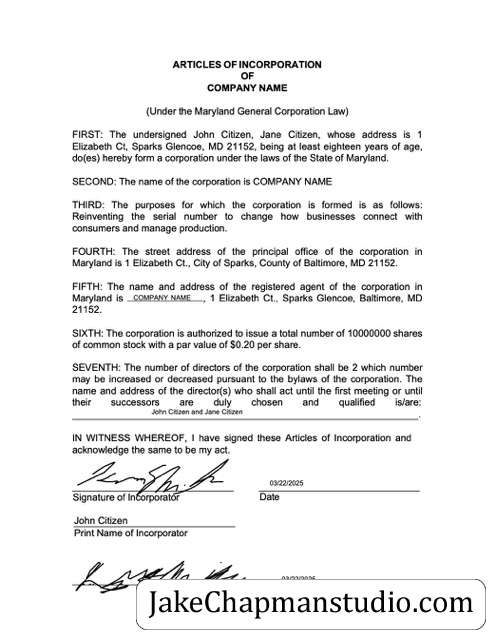 ARTICLES OF INCORPORATION
OF
COMPANY NAME
(Under the Maryland General Corporation Law)
FIRST: The undersigned John Citizen, Jane Citizen, whose address is 1
Elizabeth Ct, Sparks Glencoe, MD 21152, being at least eighteen years of age,
do(es) hereby form a corporation under the laws of the State of Maryland.
SECOND: The name of the corporation is COMPANY NAME
THIRD: The purposes for which the corporation is formed is as follows:
Reinventing the serial number to change how businesses connect with
consumers and manage production.
FOURTH: The street address of the principal office of the corporation in
Maryland is 1 Elizabeth Ct., City of Sparks, County of Baltimore, MD 21152.
FIFTH: The name and address of the registered agent of the corporation in
Maryland is COMPANY NAME, 1 Elizabeth Ct., Sparks Glencoe, Baltimore, MD
21152.
SIXTH: The corporation is authorized to issue a total number of 10000000 shares
of common stock with a par value of $0.20 per share.
SEVENTH: The number of directors of the corporation shall be 2 which number
may be increased or decreased pursuant to the bylaws of the corporation. The
name and address of the director(s) who shall act until the first meeting or until
their successors are duly chosen and qualified is/are:
John Citizen and Jane Citizen.
IN WITNESS WHEREOF, I have signed these Articles of Incorporation and
acknowledge the same to be my act.
03/22/2025
Signature of Incorporator Date
John Citizen
Print Name of Incorporator
03/22/2025
JakeChapmanstudio.com